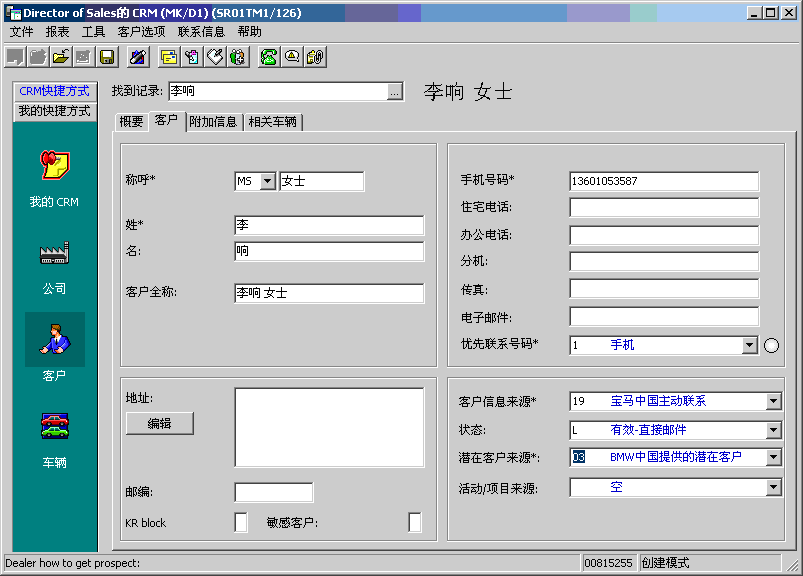 Director of Sales的 CRM (MK/D1) (SR01TM1/126)
文件 报表 工具 客户选项 联系信息 帮助
CRM快捷方式
我的快捷方式
我的 CRM
公司
客户
车辆
找到记录: 李响 ... 李响 女士
概要 客户 附加信息 相关车辆
称呼* MS 女士
姓* 李
名: 响
客户全称: 李响 女士
手机号码* 13601053587
住宅电话:
办公电话:
分机:
传真:
电子邮件:
优先联系号码* 1 手机
地址:
编辑
邮编:
KR block 敏感客户:
客户信息来源* 19 宝马中国主动联系
状态: L 有效-直接邮件
潜在客户来源*: 03 BMW中国提供的潜在客户
活动/项目来源: 空
Dealer how to get prospect: 00815255 创建模式